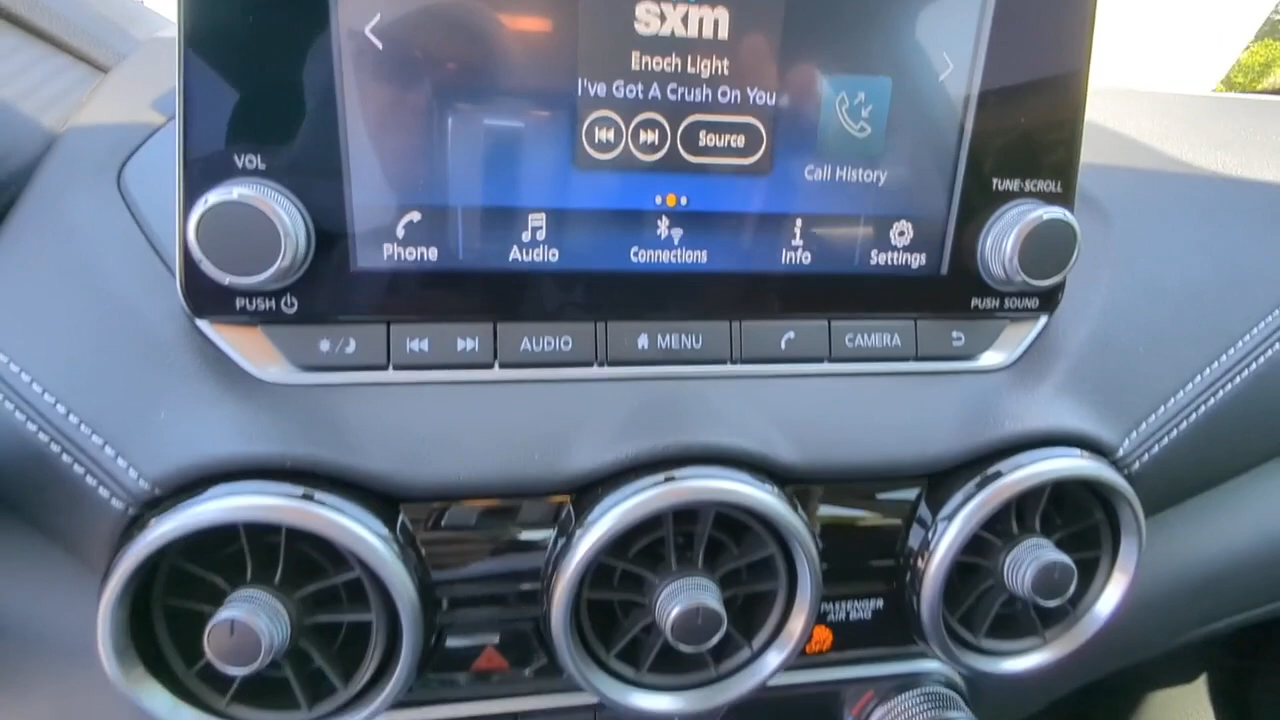 sxm
Enoch Light
I've Got A Crush On You
Source
Call History
VOL
PUSH
TUNE·SCROLL
PUSH SOUND
Phone
Audio
Connections
Info
Settings
AUDIO
MENU
CAMERA
PASSENGER
AIR BAG
OFF